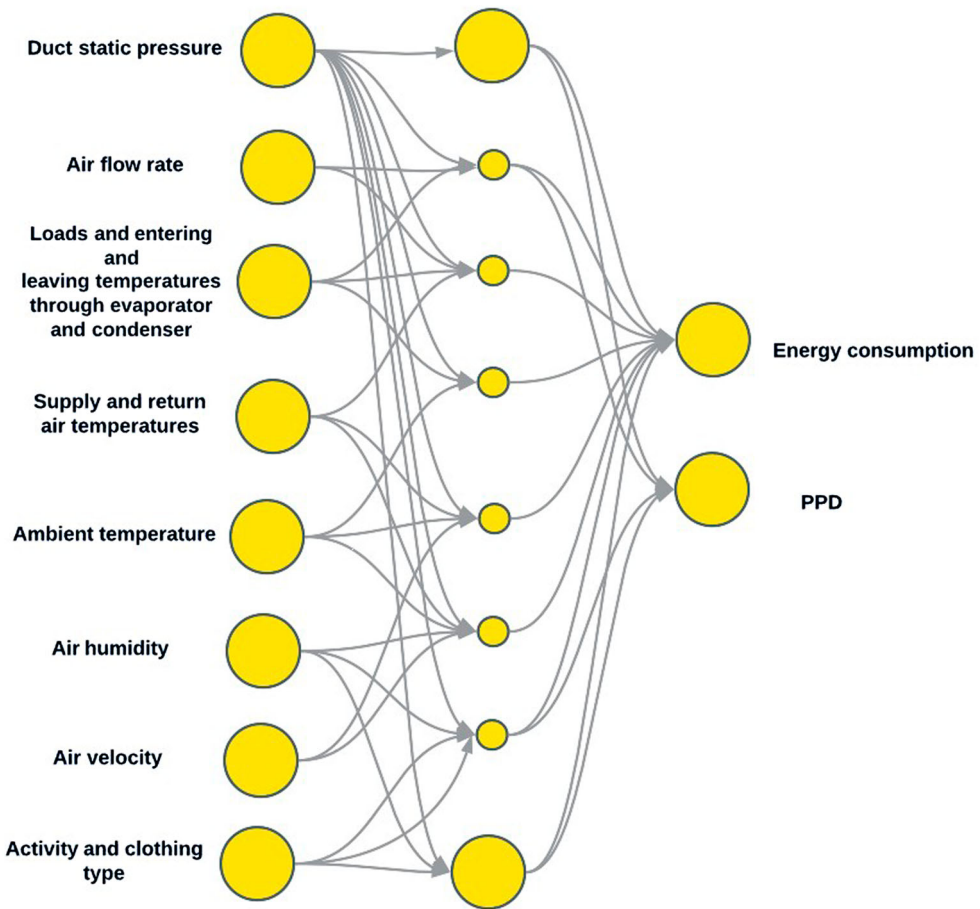 Duct static pressure
Air flow rate
Loads and entering
and
leaving temperatures
through evaporator
and condenser
Supply and return
air temperatures
Ambient temperature
Air humidity
Air velocity
Activity and clothing
type
Energy consumption
PPD